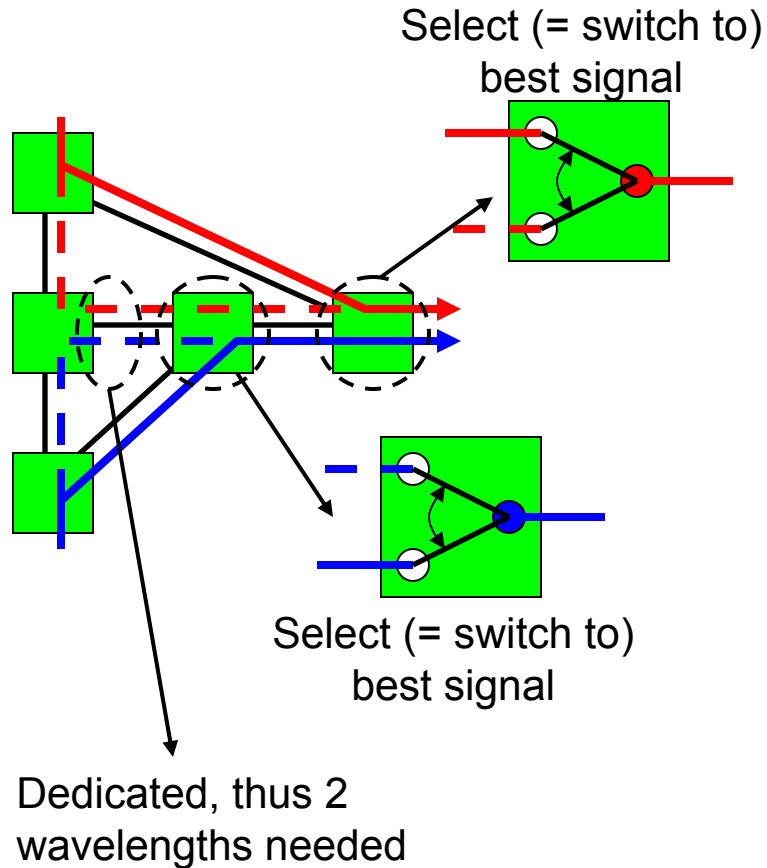 Select (= switch to)
best signal
Select (= switch to)
best signal
Dedicated, thus 2
wavelengths needed